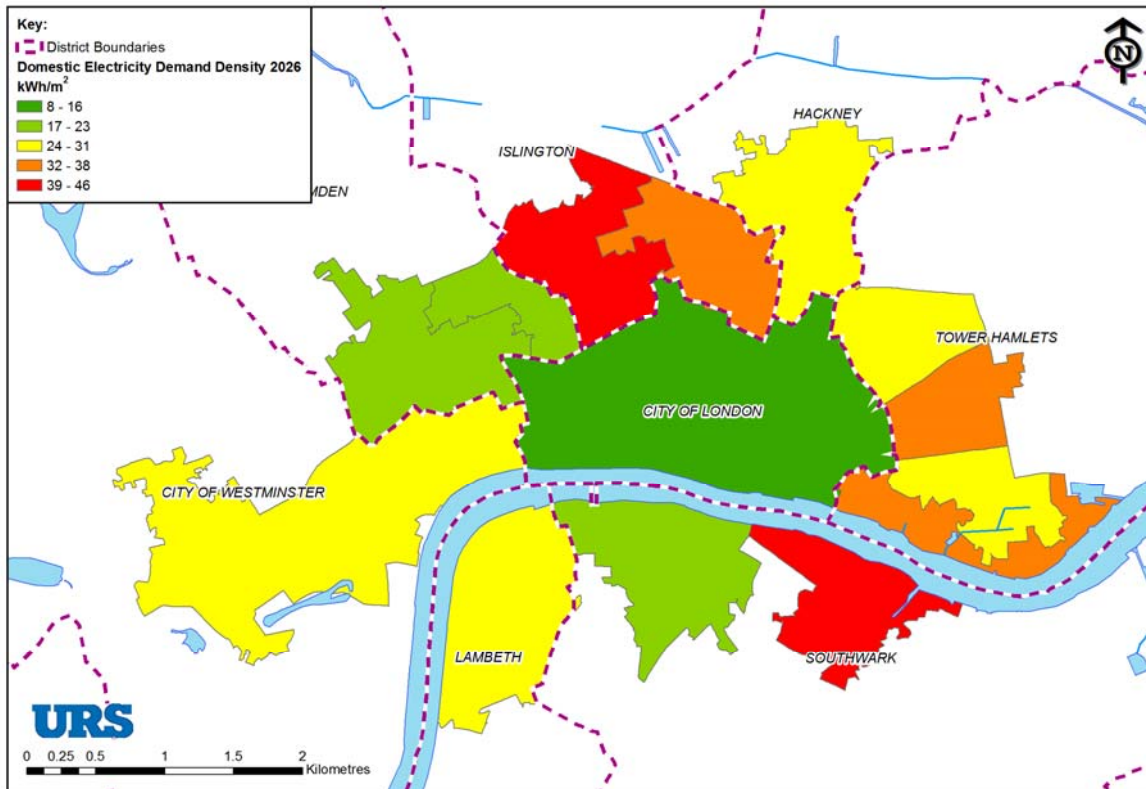 Key:
District Boundaries
Domestic Electricity Demand Density 2026
kWh/m²
8 - 16
17 - 23
24 - 31
32 - 38
39 - 46
N
HACKNEY
ISLINGTON
MDEN
TOWER HAMLETS
CITY OF LONDON
CITY OF WESTMINSTER
LAMBETH
SOUTHWARK
URS
0 0.25 0.5 1 1.5 2
Kilometres